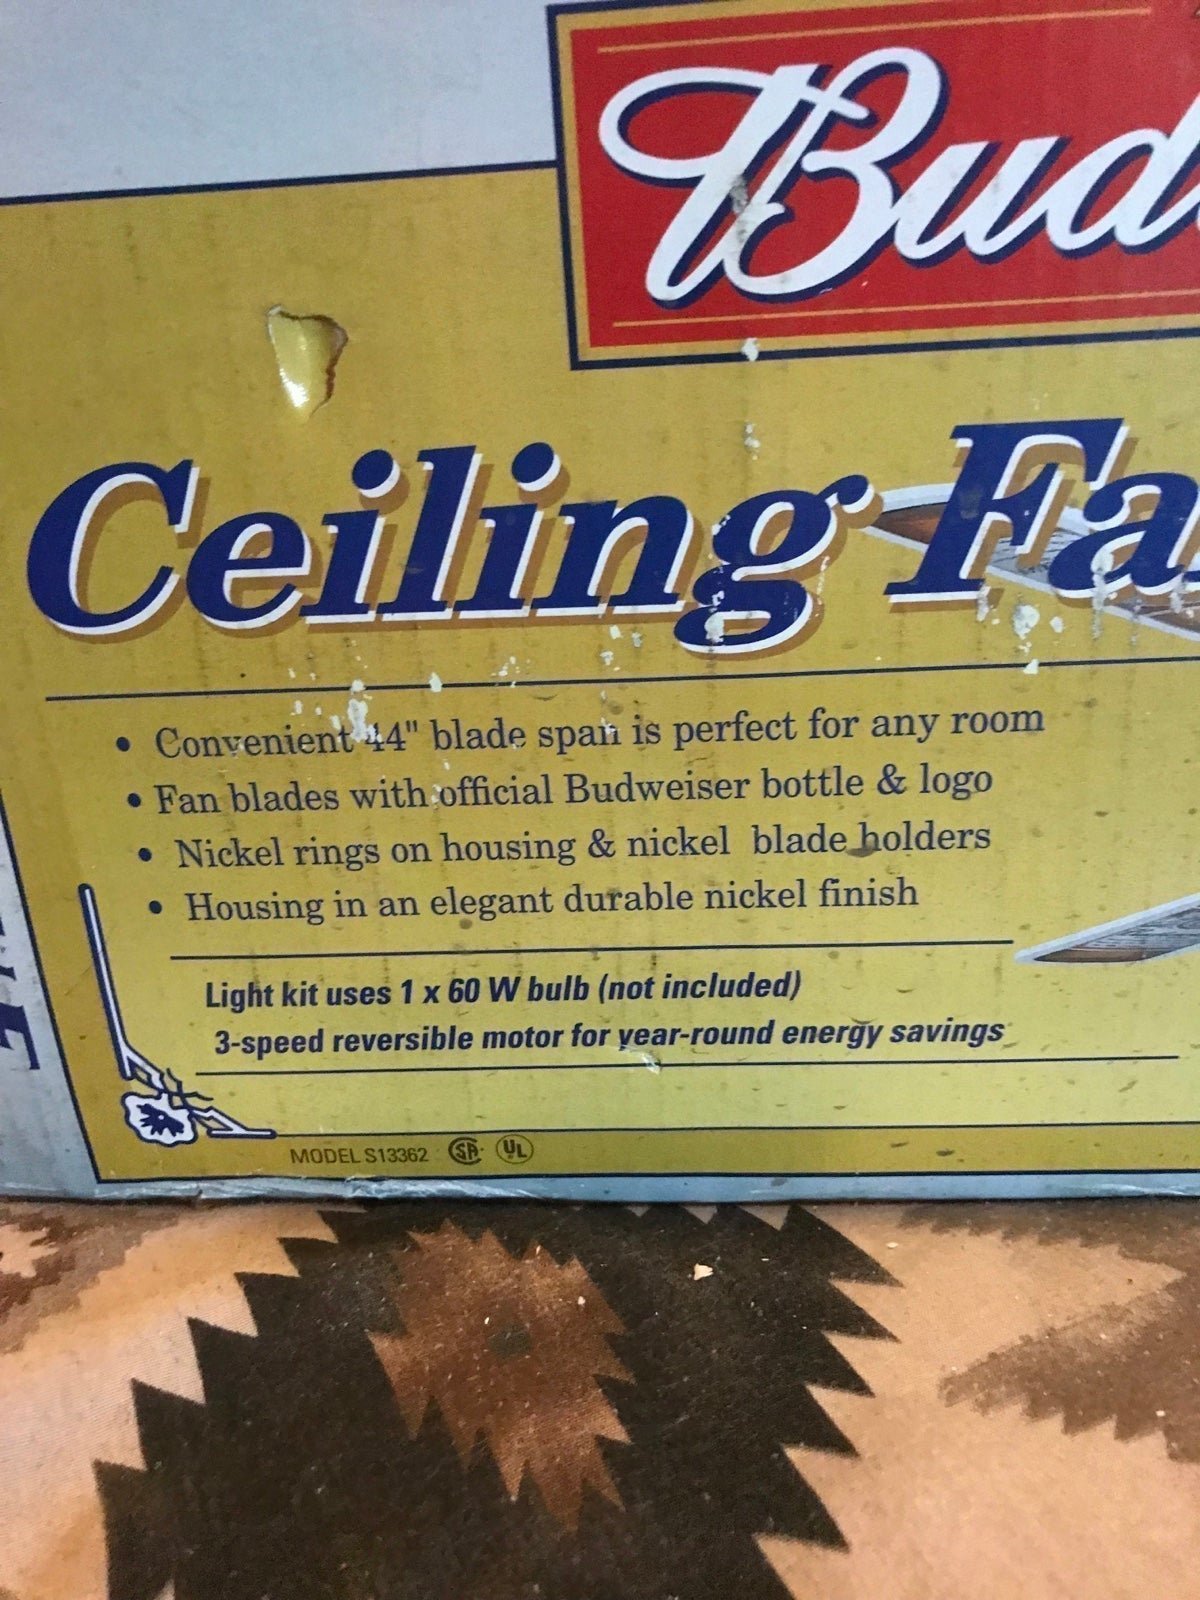 Bud
Ceiling Fa
• Convenient 44" blade span is perfect for any room
• Fan blades with official Budweiser bottle & logo
• Nickel rings on housing & nickel blade holders
• Housing in an elegant durable nickel finish
Light kit uses 1 x 60 W bulb (not included)
3-speed reversible motor for year-round energy savings
MODEL S13362 SA UL